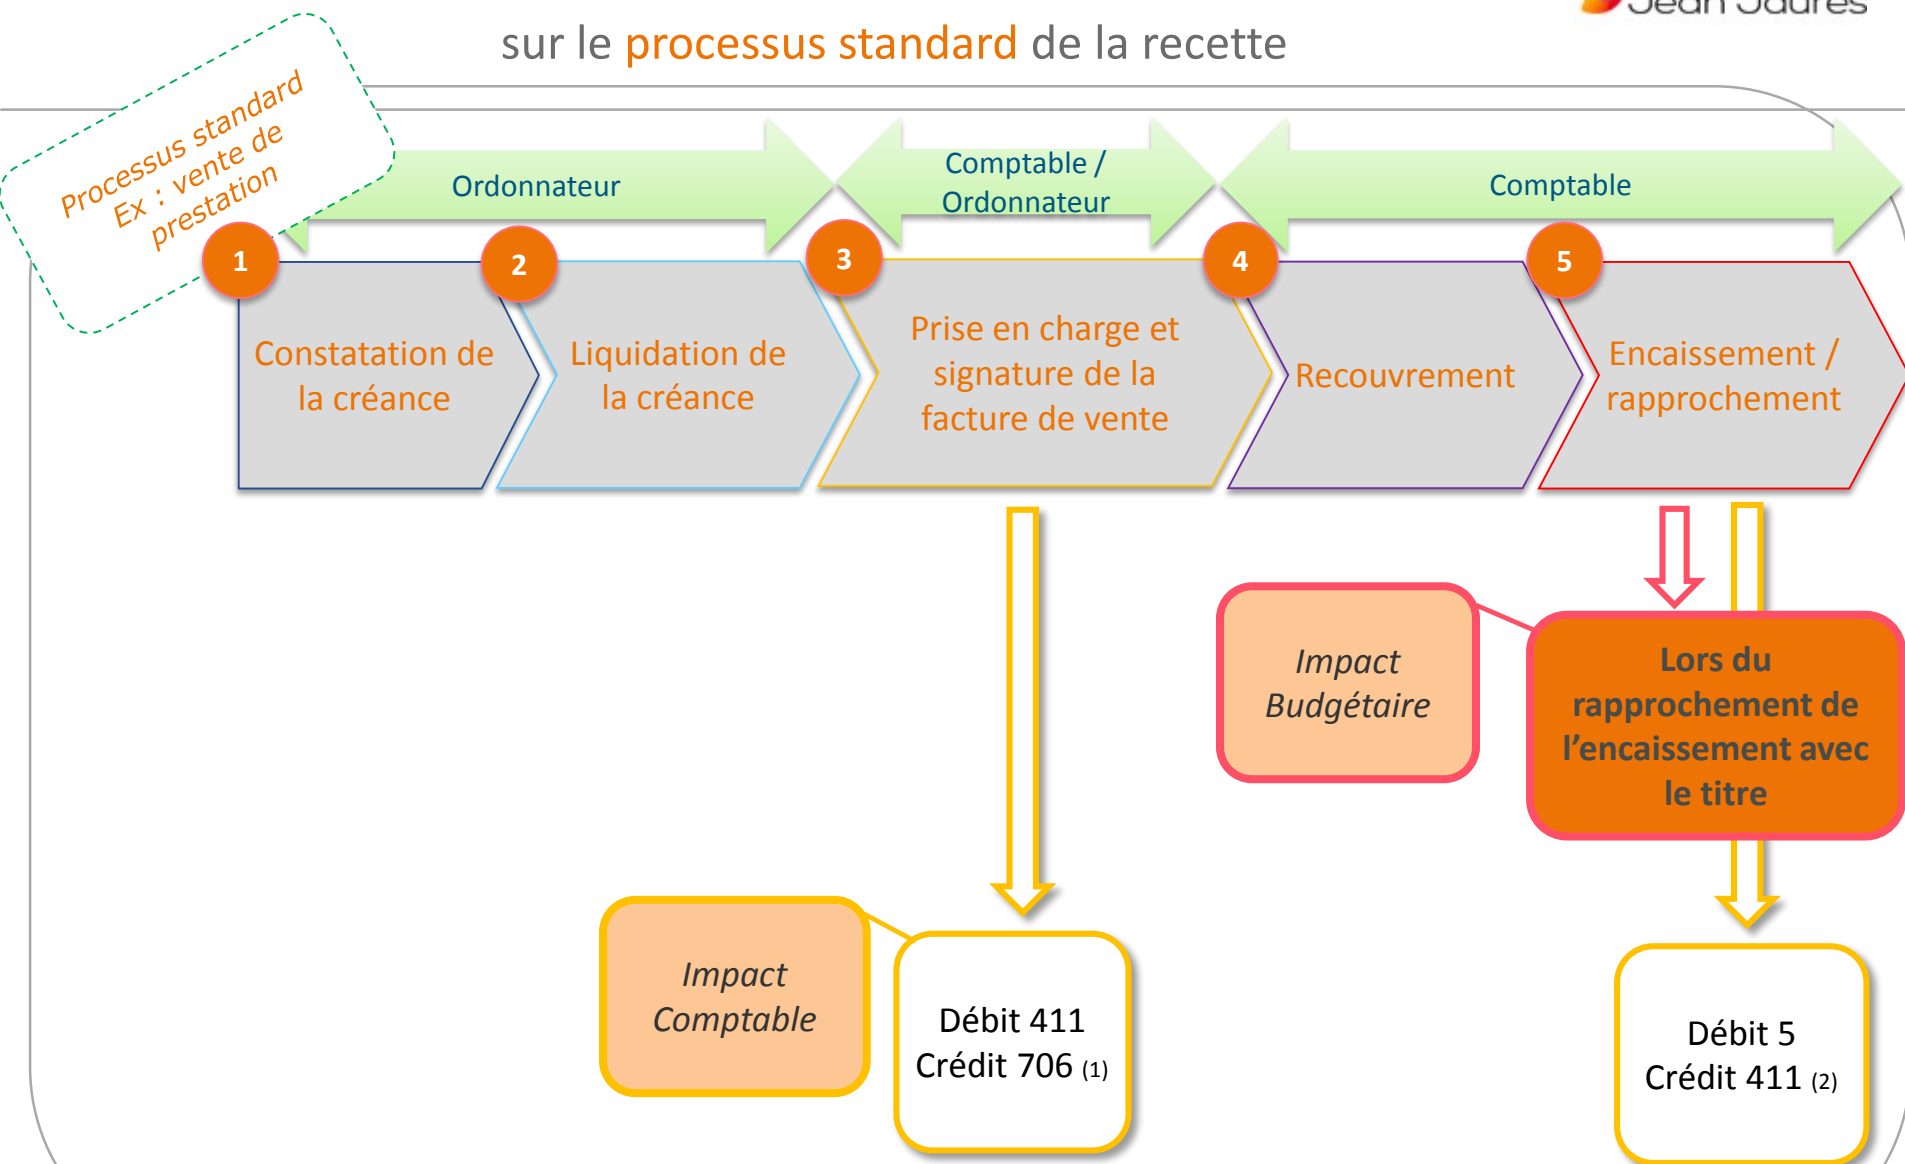 Jean Jaurès
sur le processus standard de la recette
Processus standard
Ex : vente de
prestation
Ordonnateur
Comptable /
Ordonnateur
Comptable
1
2
3
4
5
Constatation de
la créance
Liquidation de
la créance
Prise en charge et
signature de la
facture de vente
Recouvrement
Encaissement /
rapprochement
Impact
Budgétaire
Lors du
rapprochement de
l’encaissement avec
le titre
Impact
Comptable
Débit 411
Crédit 706 (1)
Débit 5
Crédit 411 (2)